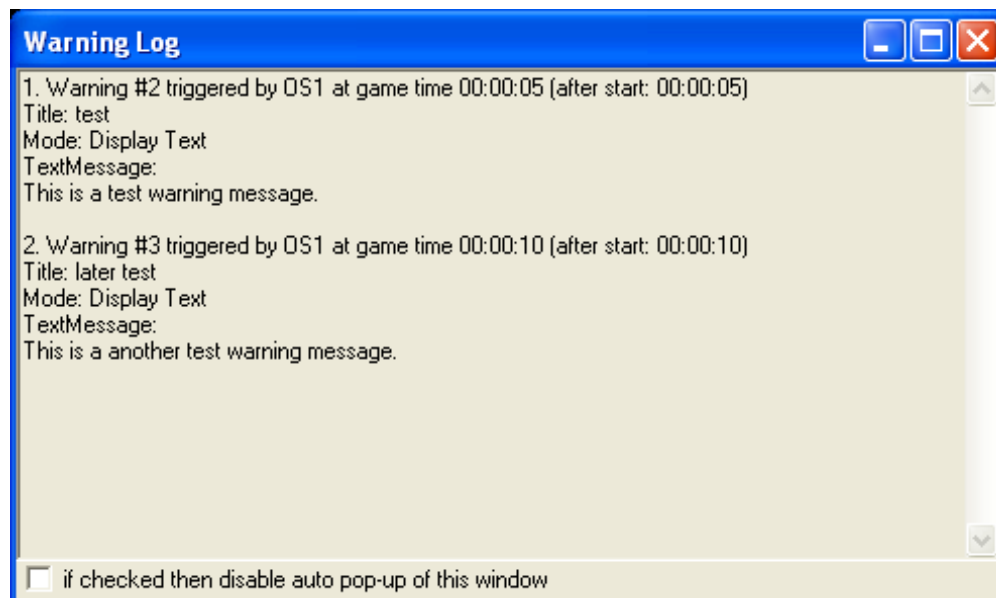 Warning Log
1. Warning #2 triggered by OS1 at game time 00:00:05 (after start: 00:00:05)
Title: test
Mode: Display Text
TextMessage:
This is a test warning message.
2. Warning #3 triggered by OS1 at game time 00:00:10 (after start: 00:00:10)
Title: later test
Mode: Display Text
TextMessage:
This is a another test warning message.
if checked then disable auto pop-up of this window